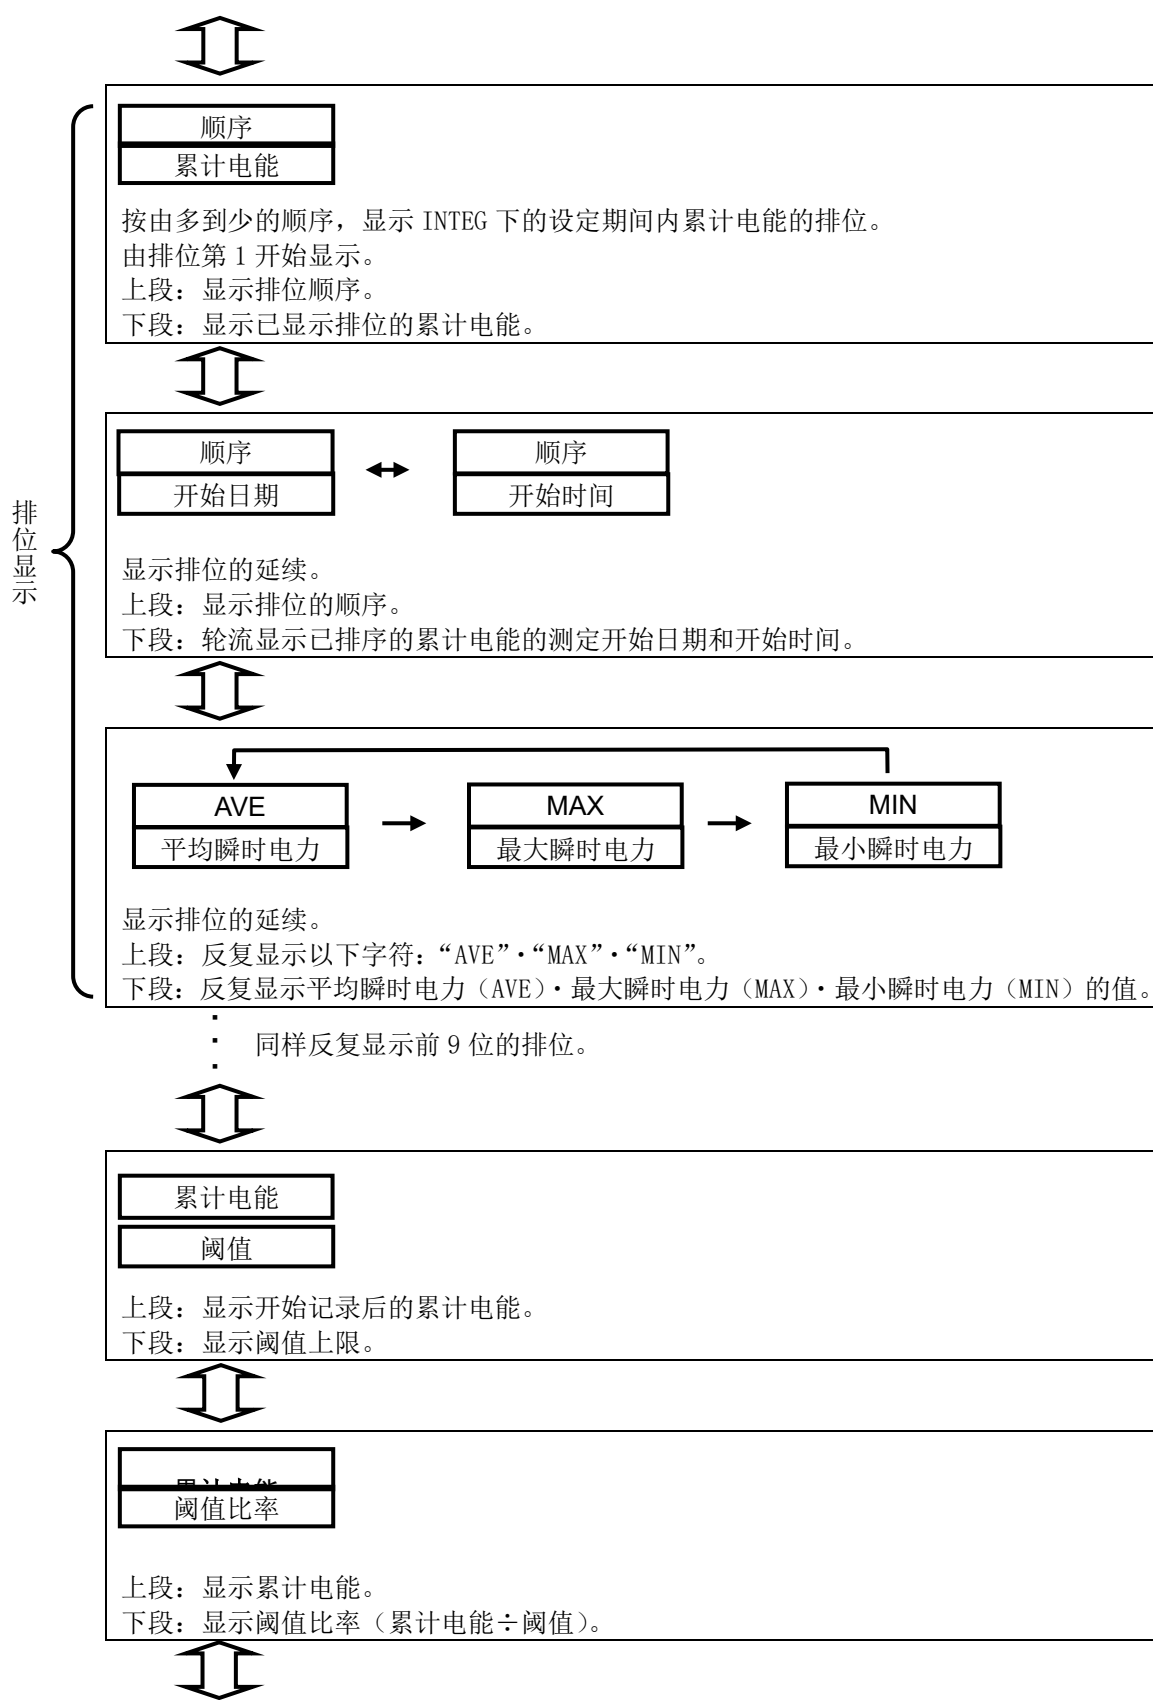 顺序
累计电能
按由多到少的顺序，显示 INTEG 下的设定期间内累计电能的排位。
由排位第 1 开始显示。
上段：显示排位顺序。
下段：显示已显示排位的累计电能。
排位显示
顺序
开始日期
顺序
开始时间
显示排位的延续。
上段：显示排位的顺序。
下段：轮流显示已排序的累计电能的测定开始日期和开始时间。
AVE
平均瞬时电力
MAX
最大瞬时电力
MIN
最小瞬时电力
显示排位的延续。
上段：反复显示以下字符：“AVE”·“MAX”·“MIN”。
下段：反复显示平均瞬时电力（AVE）·最大瞬时电力（MAX）·最小瞬时电力（MIN）的值。
同样反复显示前 9 位的排位。
累计电能
阈值
上段：显示开始记录后的累计电能。
下段：显示阈值上限。
累计电能
阈值比率
上段：显示累计电能。
下段：显示阈值比率（累计电能÷阈值）。